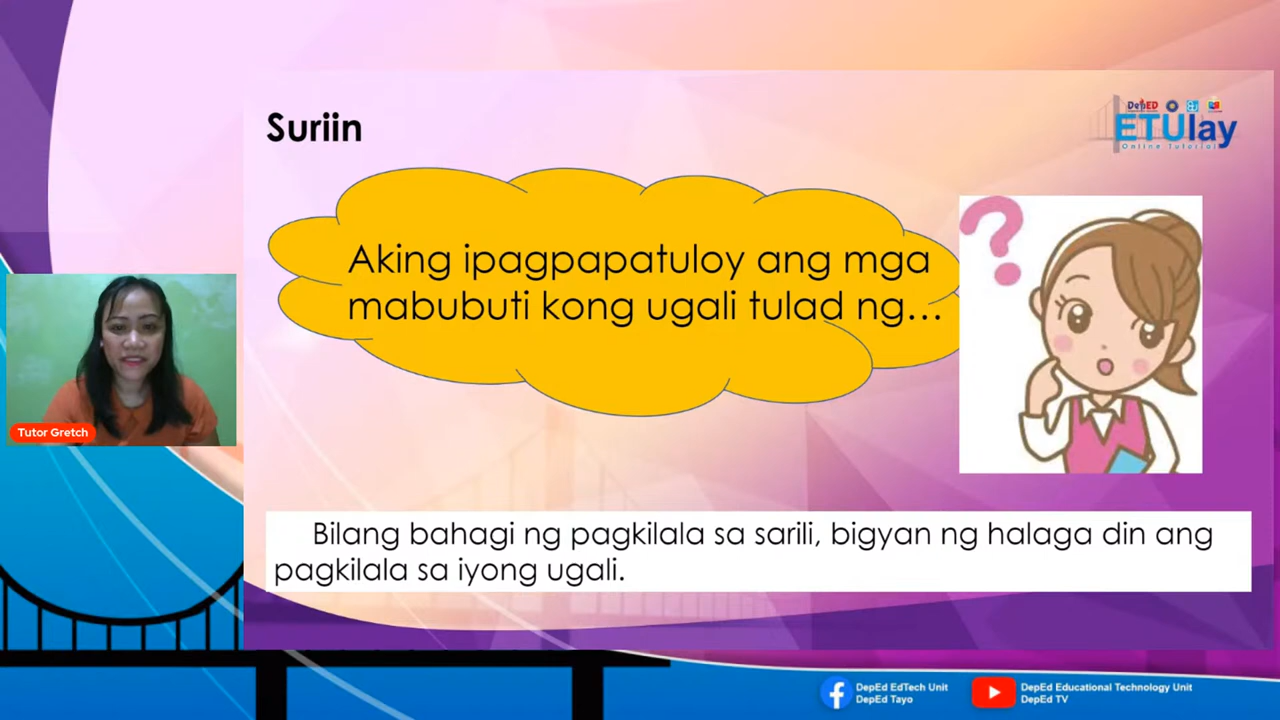 Suriin
DepED
ETUlay
Online Tutorial
Aking ipagpapatuloy ang mga
mabubuti kong ugali tulad ng...
?
Tutor Gretch
Bilang bahagi ng pagkilala sa sarili, bigyan ng halaga din ang
pagkilala sa iyong ugali.
DepEd EdTech Unit
DepEd Tayo
DepEd Educational Technology Unit
DepEd TV